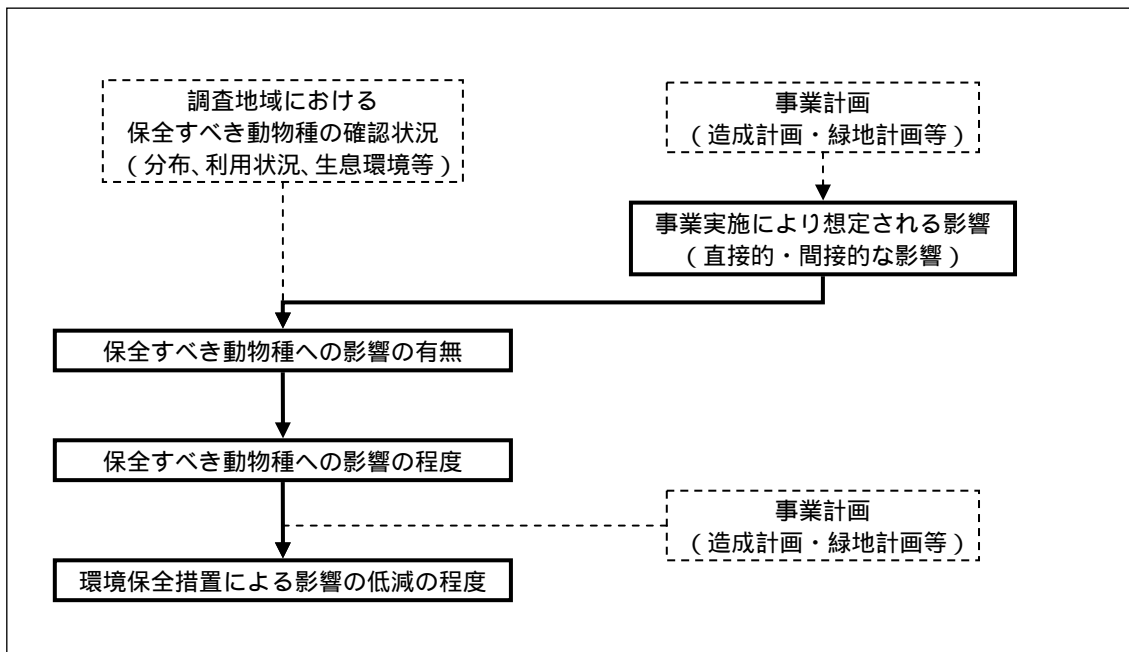 調査地域における
保全すべき動物種の確認状況
(分布、利用状況、生息環境等)
事業計画
(造成計画・緑地計画等)
事業実施により想定される影響
(直接的・間接的な影響)
保全すべき動物種への影響の有無
保全すべき動物種への影響の程度
事業計画
(造成計画・緑地計画等)
環境保全措置による影響の低減の程度